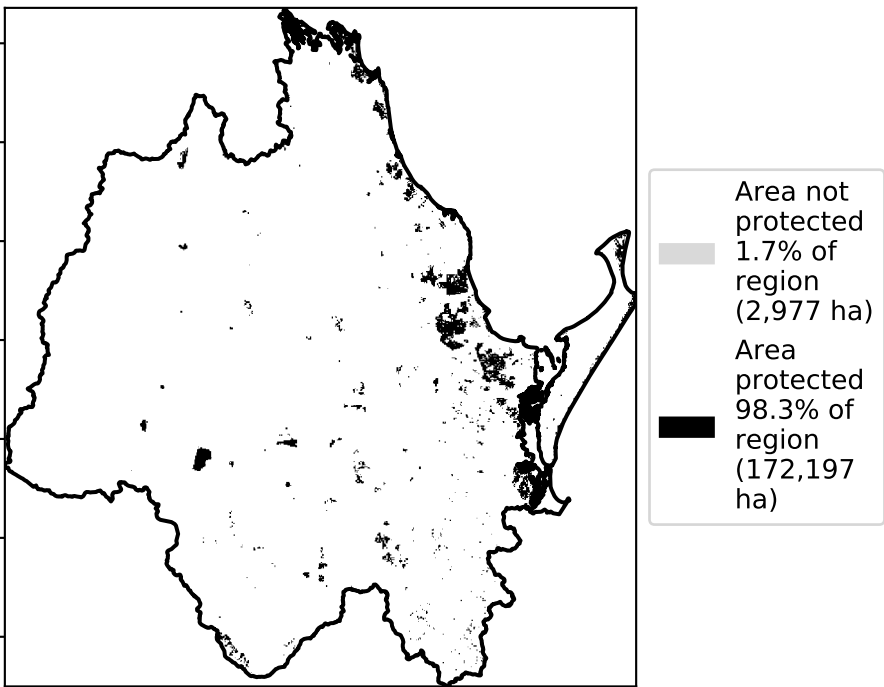 Area not
protected
1.7% of
region
(2,977 ha)
Area
protected
98.3% of
region
(172,197
ha)